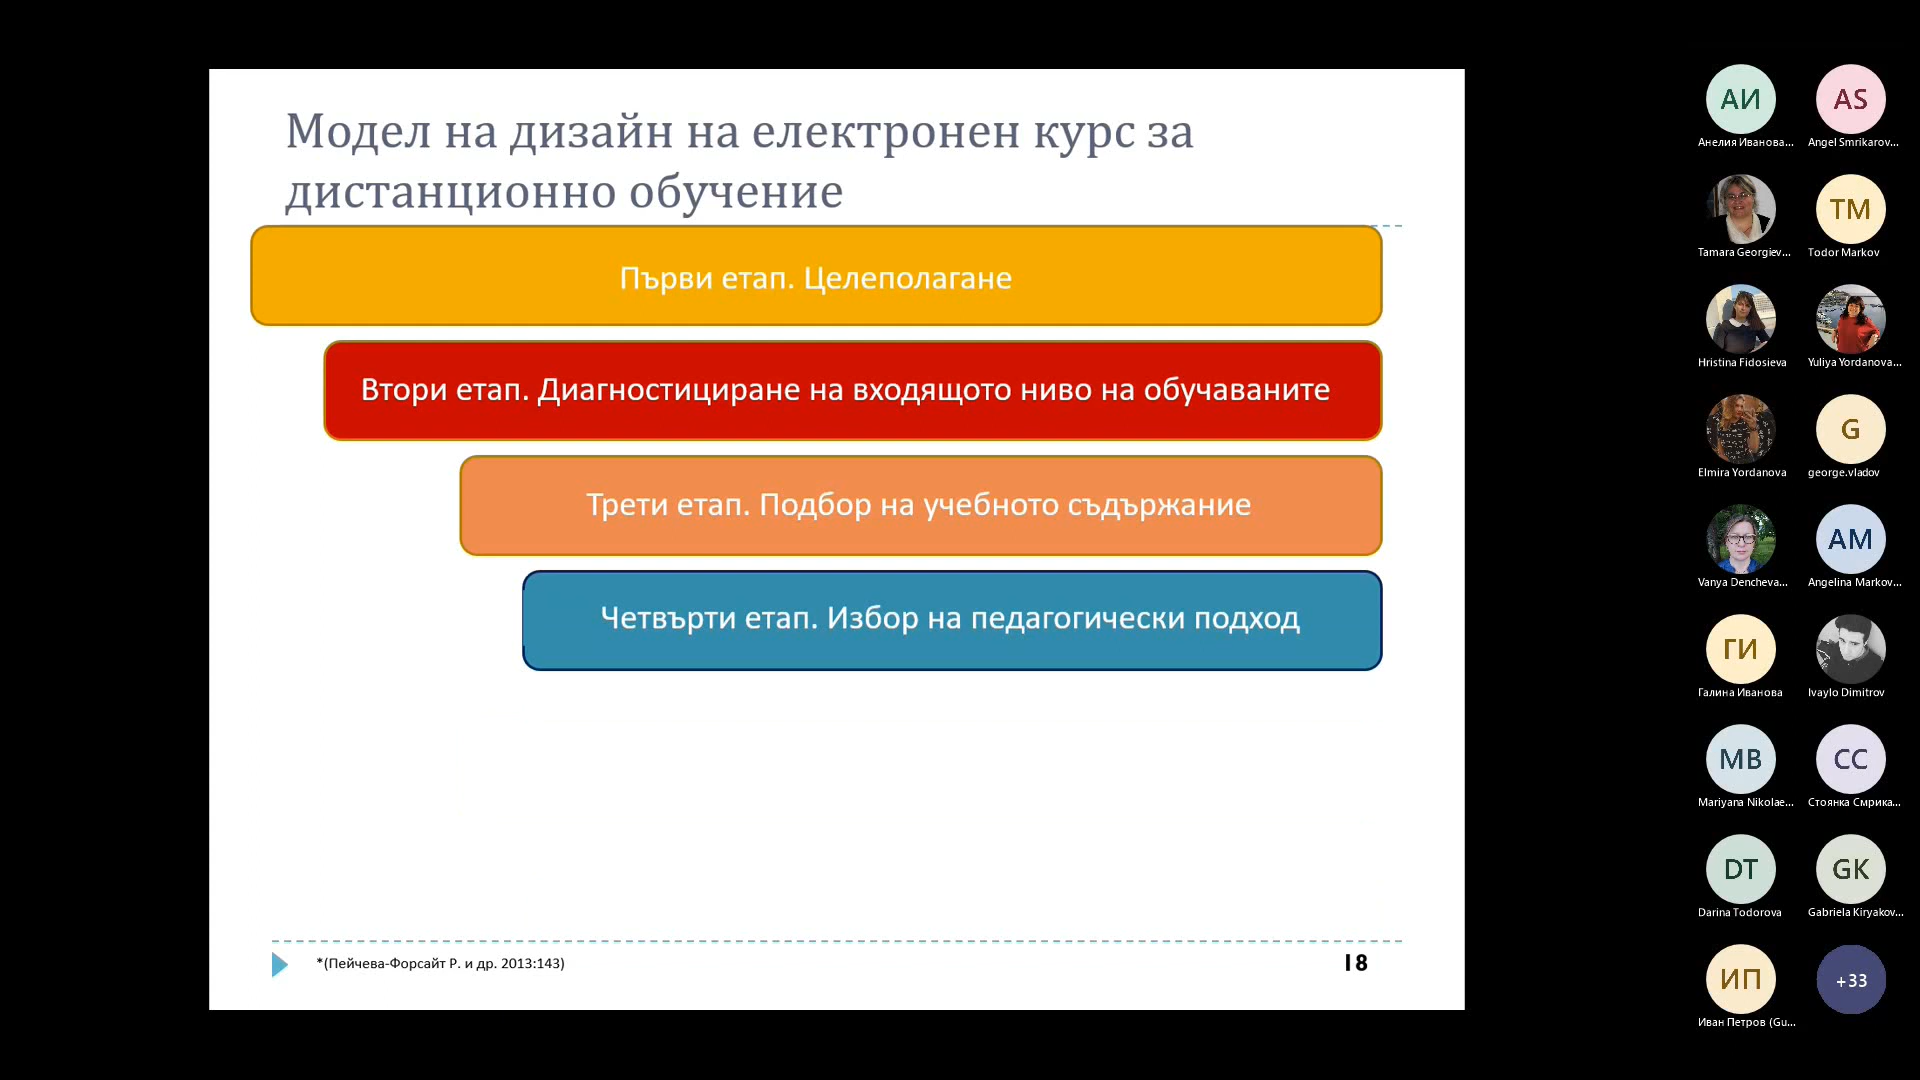 Модел на дизайн на електронен курс за
дистанционно обучение
Първи етап. Целеполагане
Втори етап. Диагностициране на входящото ниво на обучаваните
Трети етап. Подбор на учебното съдържание
Четвърти етап. Избор на педагогически подход
*(Пейчева-Форсайт Р. и др. 2013:143)
18
АИ
AS
Анелия Иванова...
Angel Smrikarov...
TM
Tamara Georgiev...
Todor Markov
Hristina Fidosieva
Yuliya Yordanova...
G
Elmira Yordanova
george.vladov
AM
Vanya Dencheva...
Angelina Markov...
ГИ
Галина Иванова
Ivaylo Dimitrov
MB
СС
Mariyana Nikolae...
Стоянка Смрика...
DT
GK
Darina Todorova
Gabriela Kiryakov...
ИП
+33
Иван Петров (Gu...